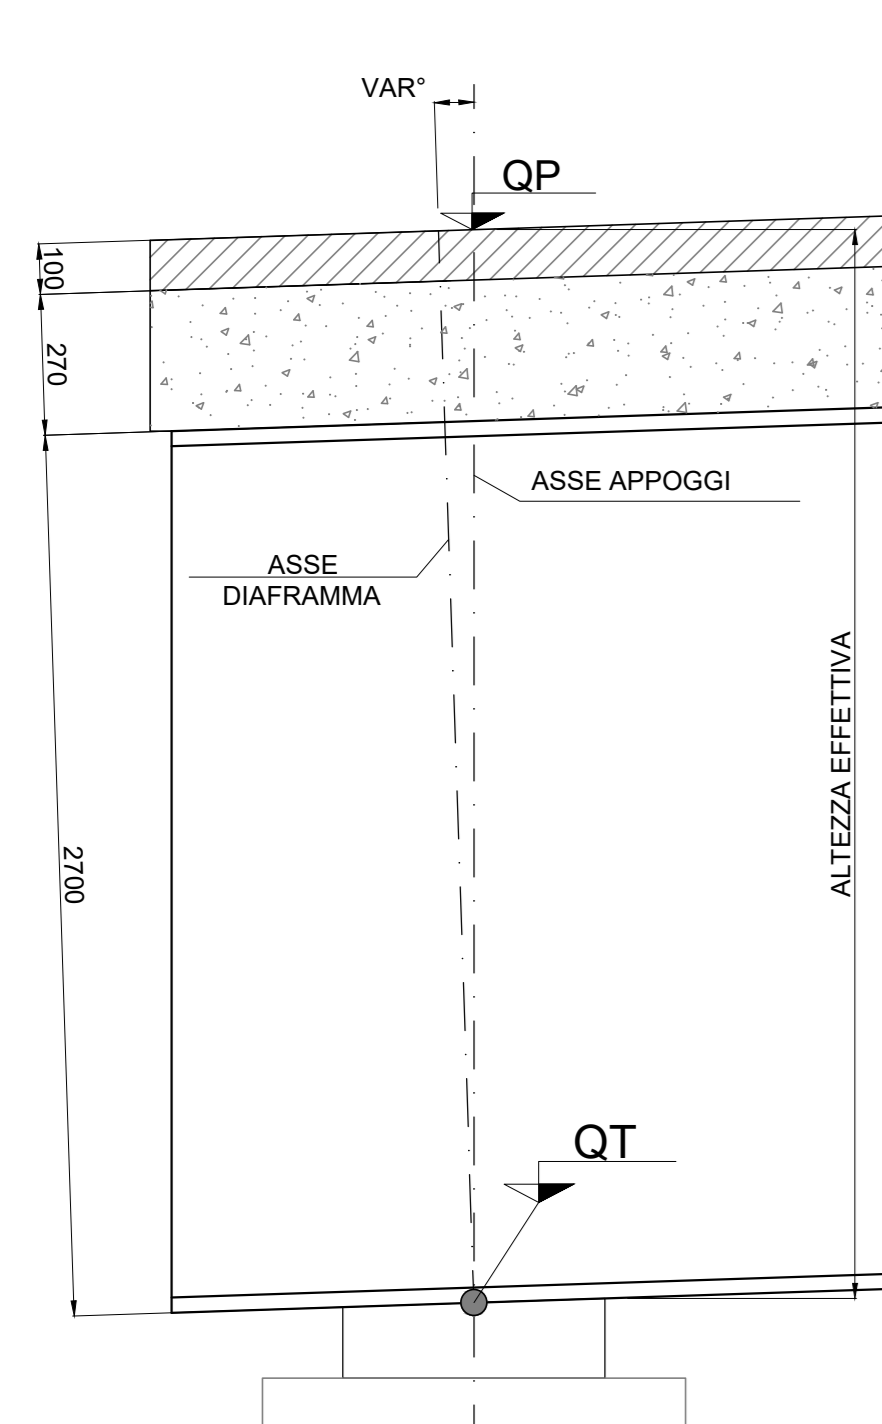 VAR°
QP
100
270
ASSE APPOGGI
ASSE
DIAFRAMMA
ALTEZZA EFFETTIVA
2700
QT